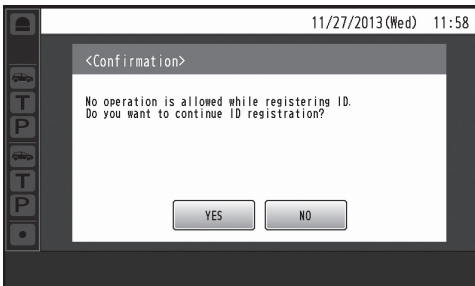 11/27/2013(Wed) 11:58
<Confirmation>
No operation is allowed while registering ID.
Do you want to continue ID registration?
YES NO
T
P
T
P